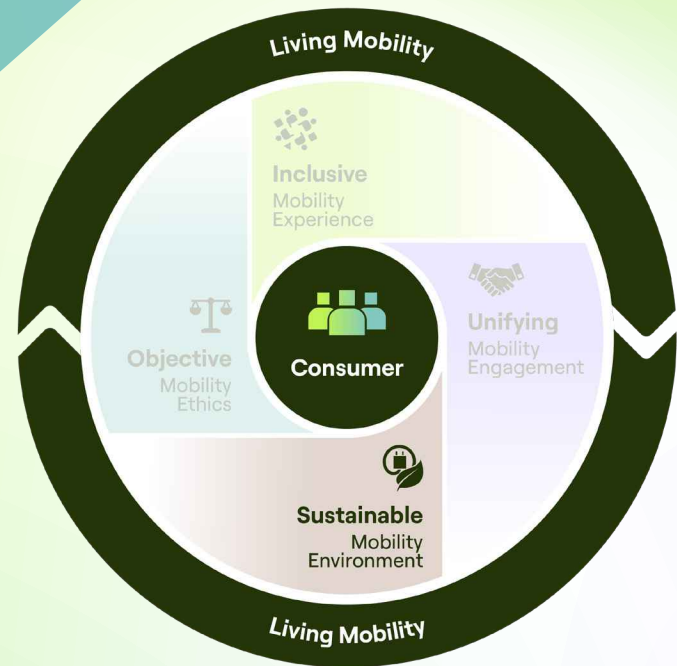 Living Mobility
Inclusive
Mobility
Experience
Unifying
Mobility
Engagement
Objective
Mobility
Ethics
Consumer
Sustainable
Mobility
Environment
Living Mobility